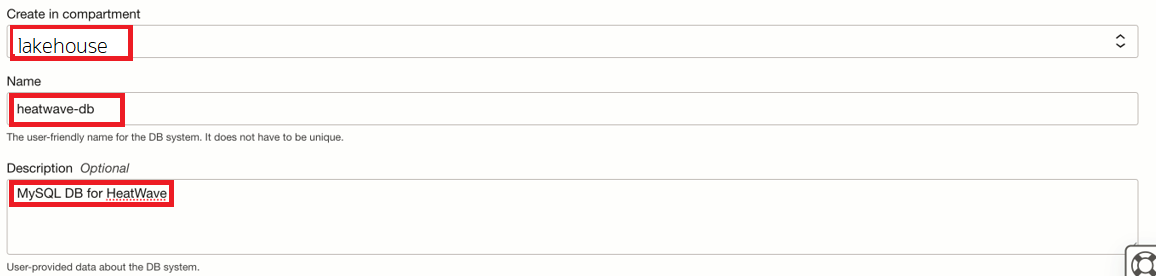 Create in compartment
lakehouse
Name
heatwave-db
The user-friendly name for the DB system. It does not have to be unique.
Description Optional
MySQL DB for HeatWave
User-provided data about the DB system.